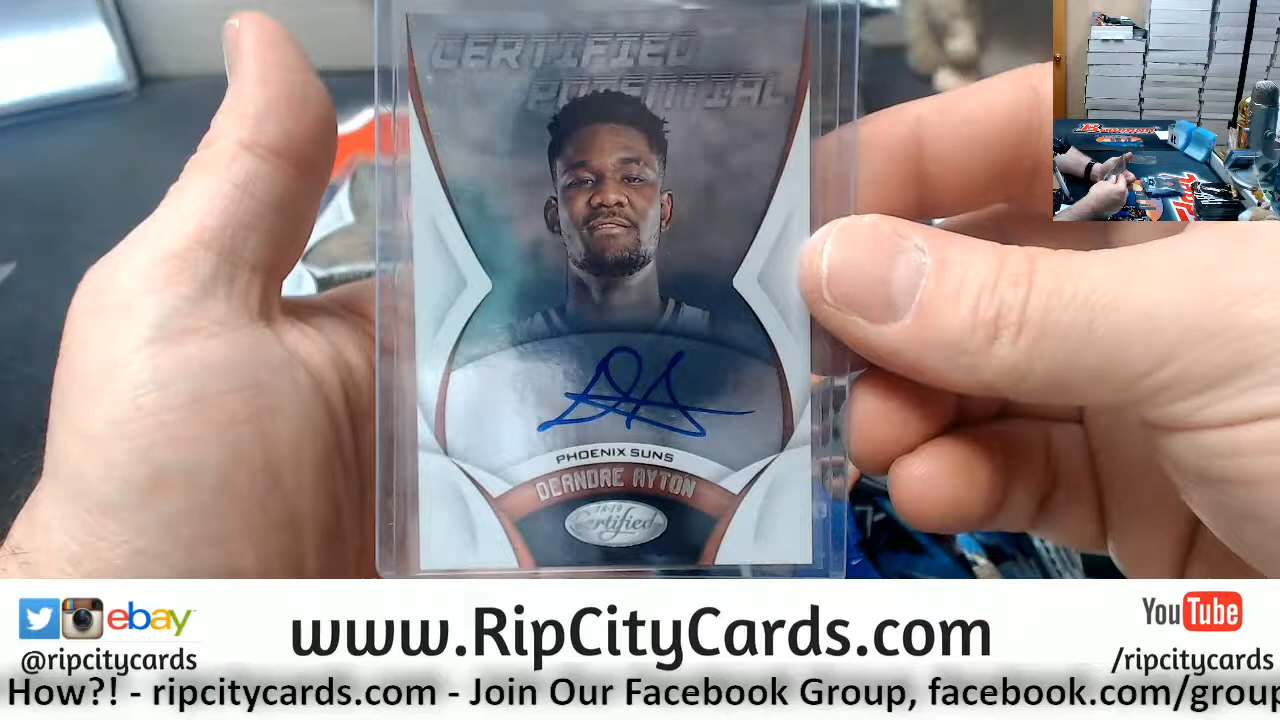 CERTIFIED
POTENTIAL
PHOENIX SUNS
DEANDRE AYTON
18-19
Certified
ebay
@ripcitycards
www.RipCityCards.com
YouTube
/ripcitycards
How?! - ripcitycards.com - Join Our Facebook Group, facebook.com/group